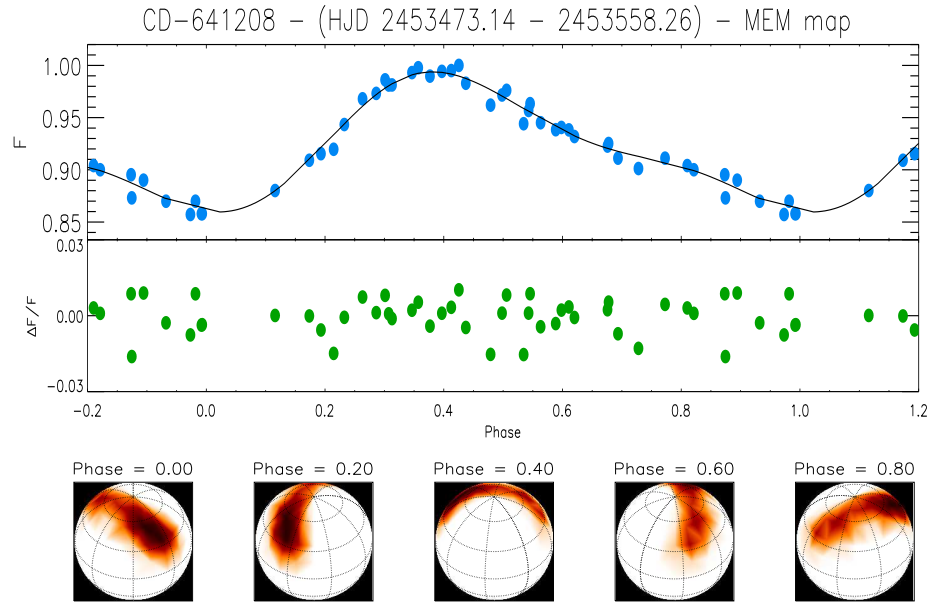 CD-641208 - (HJD 2453473.14 - 2453558.26) - MEM map
1.00
0.95
0.90
0.85
F
0.03
0.00
-0.03
ΔF/F
-0.2 0.0 0.2 0.4 0.6 0.8 1.0 1.2
Phase
Phase = 0.00 Phase = 0.20 Phase = 0.40 Phase = 0.60 Phase = 0.80